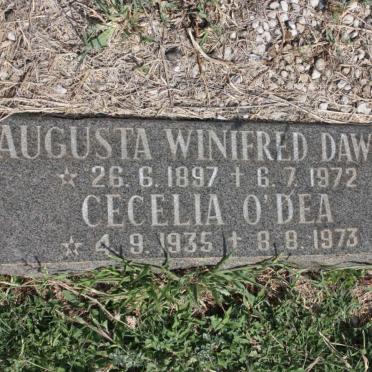 AUGUSTA WINIFRED DAW
☆ 26.6.1897 † 6.7.1972
CECELIA O'DEA
☆ 4.9.1935 † 8.8.1973